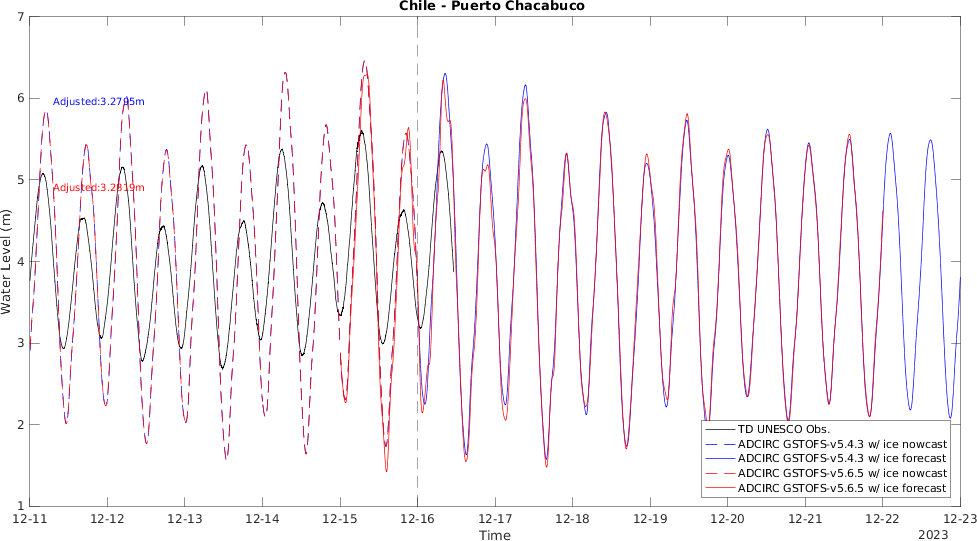 Chile - Puerto Chacabuco
7
6
5
4
3
2
1
Water Level (m)
Adjusted:3.2795m
Adjusted:3.2819m
TD UNESCO Obs.
ADCIRC GSTOFS-v5.4.3 w/ ice nowcast
ADCIRC GSTOFS-v5.4.3 w/ ice forecast
ADCIRC GSTOFS-v5.6.5 w/ ice nowcast
ADCIRC GSTOFS-v5.6.5 w/ ice forecast
12-11 12-12 12-13 12-14 12-15 12-16 12-17 12-18 12-19 12-20 12-21 12-22 12-23
Time
2023